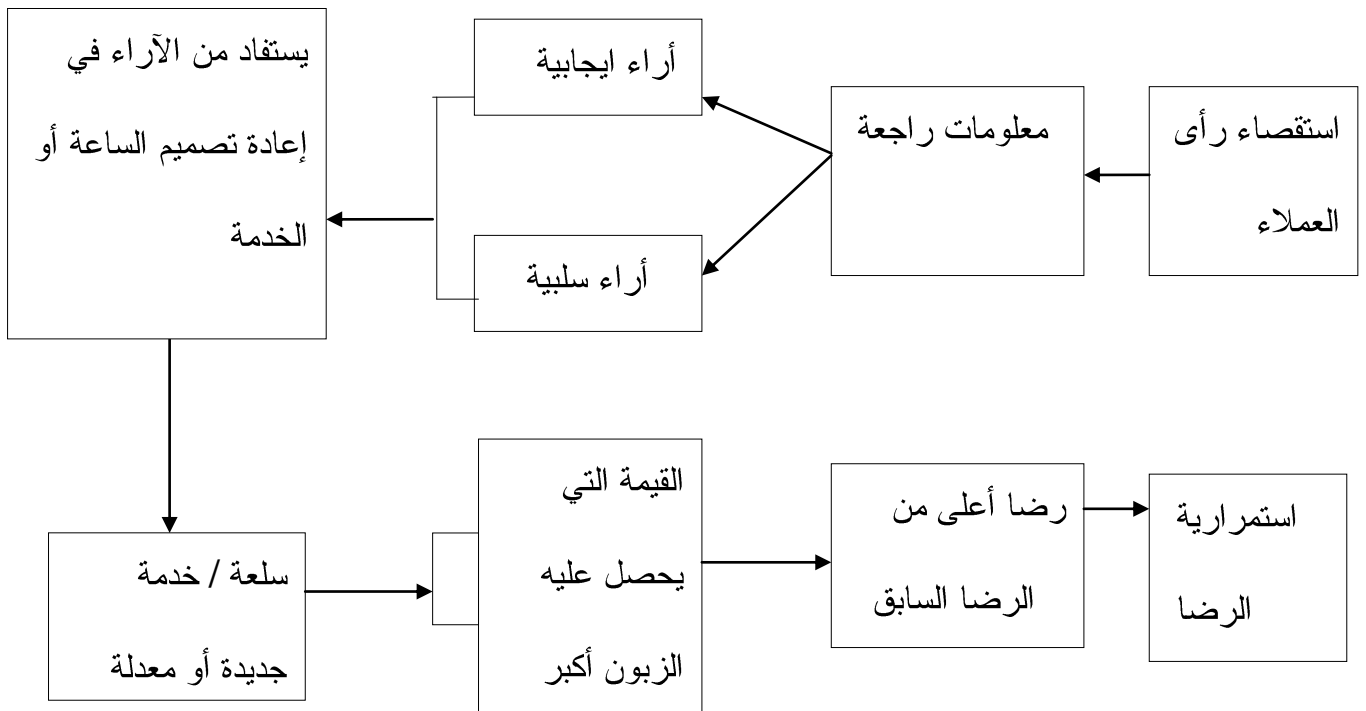 استقصاء رأى
العملاء
معلومات راجعة
أراء ايجابية
أراء سلبية
يستفاد من الآراء في
إعادة تصميم الساعة أو
الخدمة
سلعة / خدمة
جديدة أو معدلة
القيمة التي
يحصل عليه
الزبون أكبر
رضا أعلى من
الرضا السابق
استمرارية
الرضا